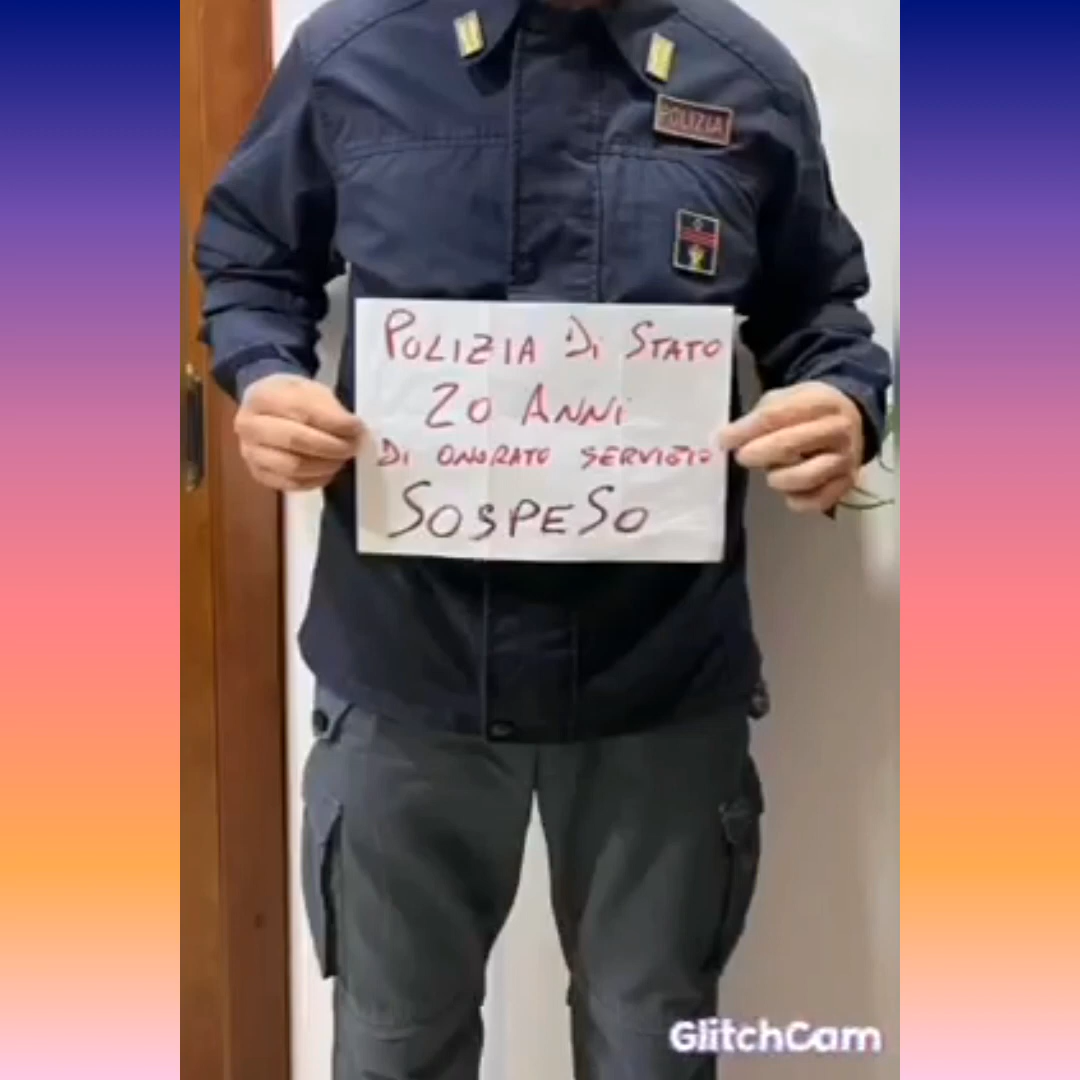 POLIZIA
POLIZIA Di STATO
20 ANNi
Di ONORATO SERVIZIO
SOSPESO
GlitchCam